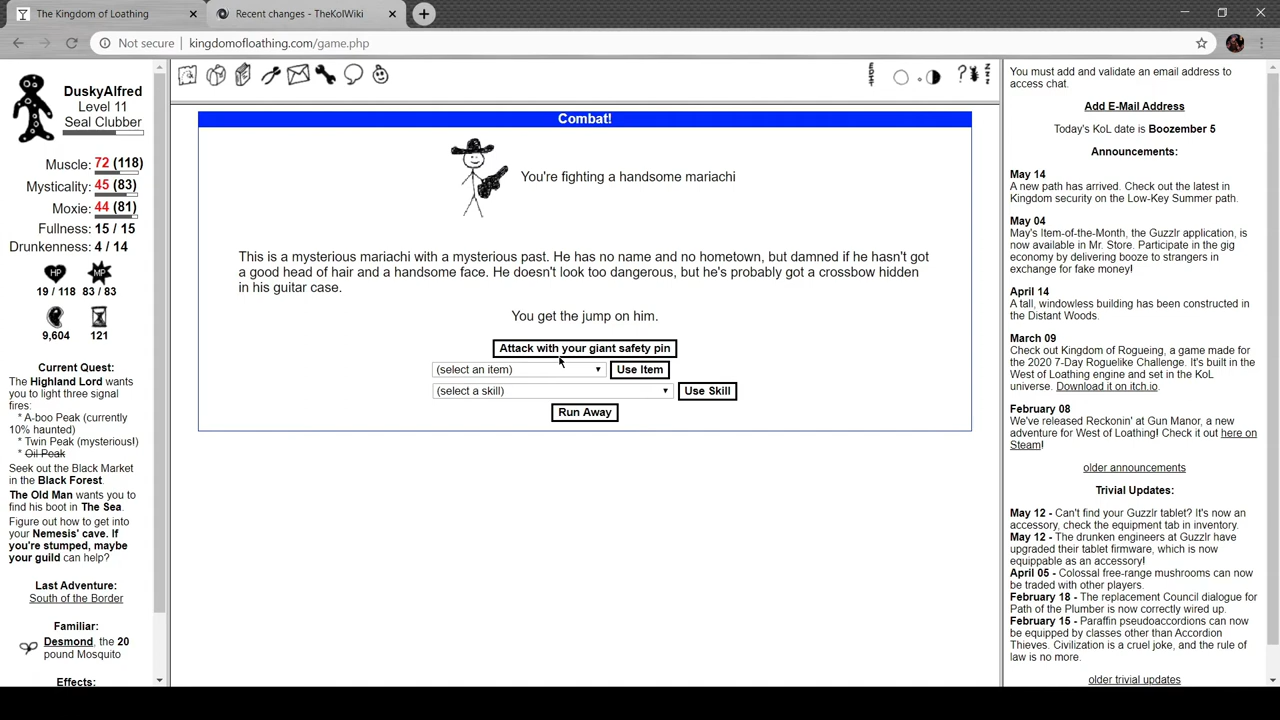 The Kingdom of Loathing
Recent changes - TheKolWiki
Not secure | kingdomofloathing.com/game.php
DuskyAlfred
Level 11
Seal Clubber
Muscle: 72 (118)
Mysticality: 45 (83)
Moxie: 44 (81)
Fullness: 15 / 15
Drunkenness: 4 / 14
HP MP
19 / 118 83 / 83
9,604 121
Current Quest:
The Highland Lord wants
you to light three signal
fires:
* A-boo Peak (currently
10% haunted)
* Twin Peak (mysterious!)
* Oil Peak
Seek out the Black Market
in the Black Forest.
The Old Man wants you to
find his boot in The Sea.
Figure out how to get into
your Nemesis' cave. If
you're stumped, maybe
your guild can help?
Last Adventure:
South of the Border
Familiar:
Desmond, the 20
pound Mosquito
Effects:
Combat!
You're fighting a handsome mariachi
This is a mysterious mariachi with a mysterious past. He has no name and no hometown, but damned if he hasn't got
a good head of hair and a handsome face. He doesn't look too dangerous, but he's probably got a crossbow hidden
in his guitar case.
You get the jump on him.
Attack with your giant safety pin
(select an item) Use Item
(select a skill) Use Skill
Run Away
You must add and validate an email address to
access chat.
Add E-Mail Address
Today's KoL date is Boozember 5
Announcements:
May 14
A new path has arrived. Check out the latest in
Kingdom security on the Low-Key Summer path.
May 04
May's Item-of-the-Month, the Guzzlr application, is
now available in Mr. Store. Participate in the gig
economy by delivering booze to strangers in
exchange for fake money!
April 14
A tall, windowless building has been constructed in
the Distant Woods.
March 09
Check out Kingdom of Rogueing, a game made for
the 2020 7-Day Roguelike Challenge. It's built in the
West of Loathing engine and set in the KoL
universe. Download it on itch.io.
February 08
We've released Reckonin' at Gun Manor, a new
adventure for West of Loathing! Check it out here on
Steam!
older announcements
Trivial Updates:
May 12 - Can't find your Guzzlr tablet? It's now an
accessory, check the equipment tab in inventory.
May 12 - The drunken engineers at Guzzlr have
upgraded their tablet firmware, which is now
equippable as an accessory!
April 05 - Colossal free-range mushrooms can now
be traded with other players.
February 18 - The replacement Council dialogue for
Path of the Plumber is now correctly wired up.
February 15 - Paraffin pseudoaccordions can now
be equipped by classes other than Accordion
Thieves. Civilization is a cruel joke, and the rule of
law is no more.
older trivial updates